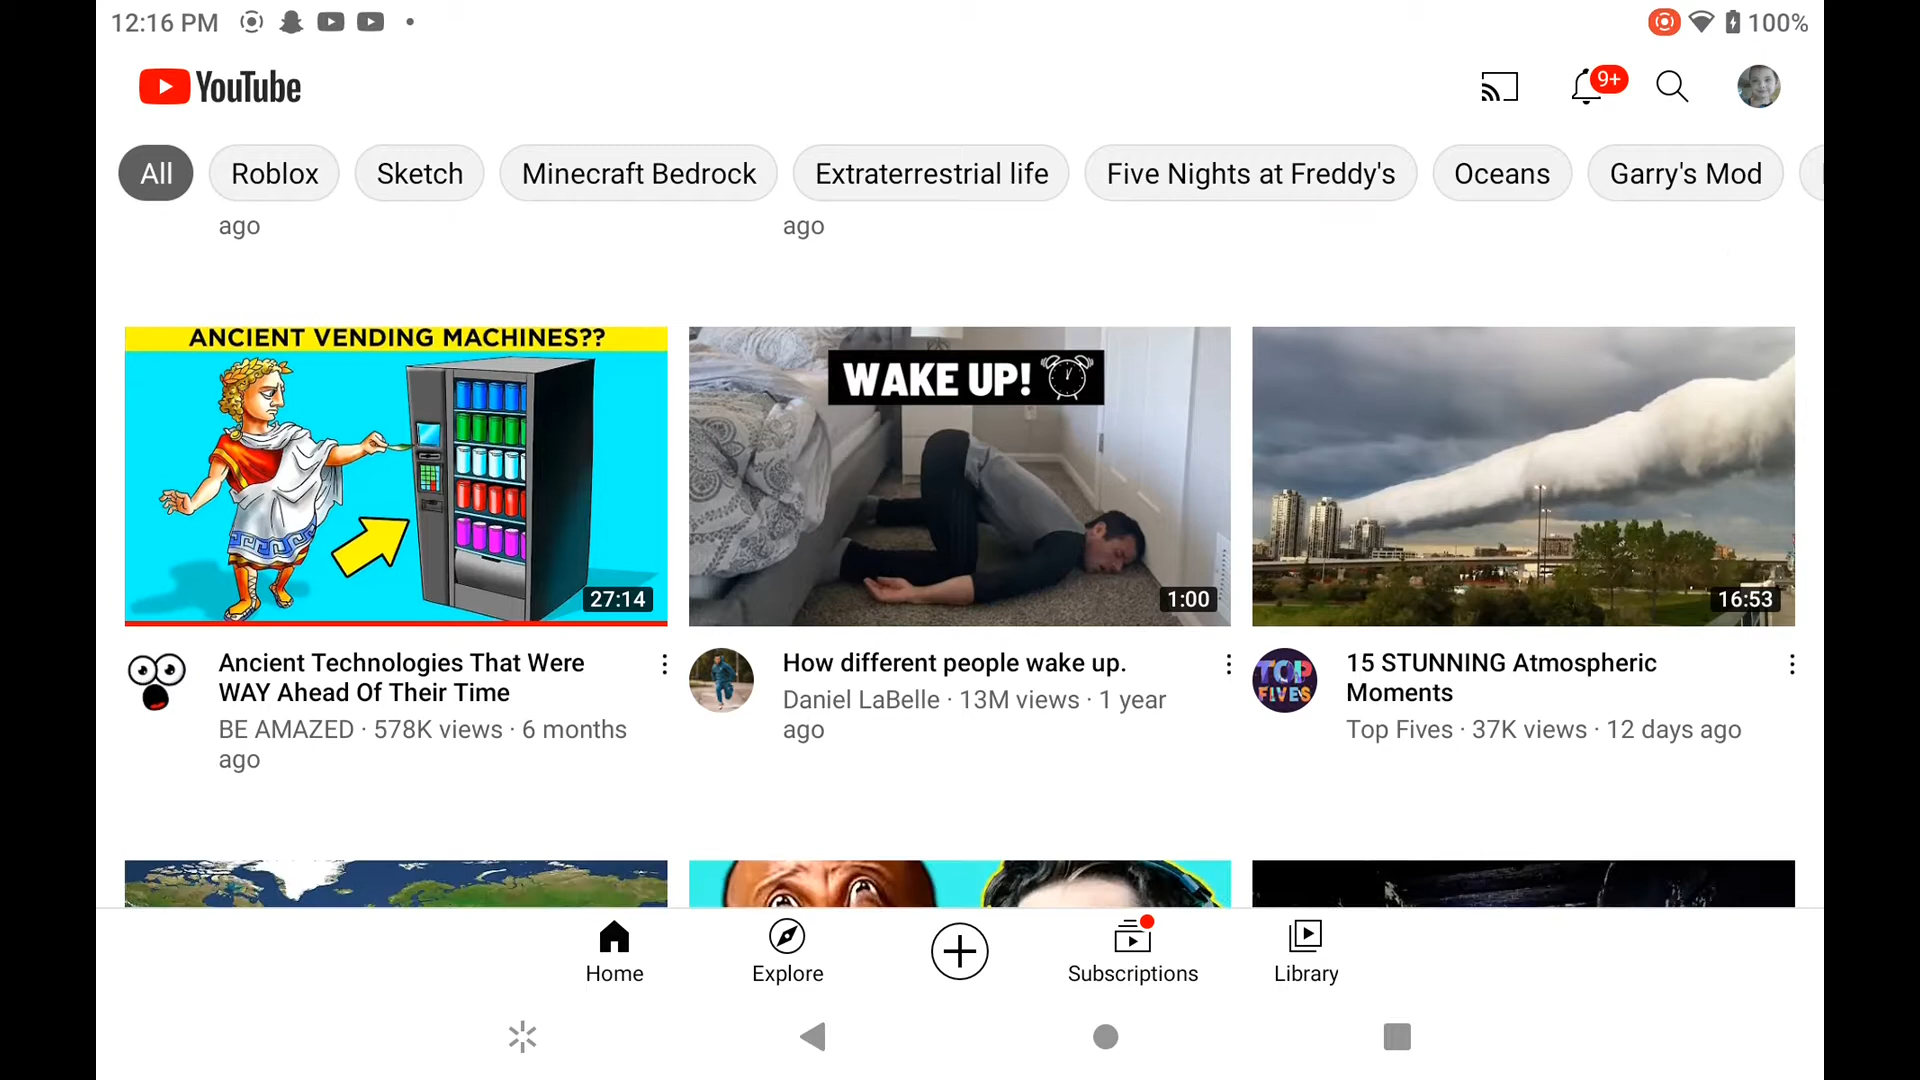 12:16 PM
100%
YouTube
9+
All
Roblox
Sketch
Minecraft Bedrock
Extraterrestrial life
Five Nights at Freddy's
Oceans
Garry's Mod
ago
ago
ANCIENT VENDING MACHINES??
27:14
WAKE UP!
1:00
16:53
Ancient Technologies That Were
WAY Ahead Of Their Time
BE AMAZED · 578K views · 6 months
ago
How different people wake up.
Daniel LaBelle · 13M views · 1 year
ago
TOP
FIVES
15 STUNNING Atmospheric
Moments
Top Fives · 37K views · 12 days ago
Home
Explore
Subscriptions
Library